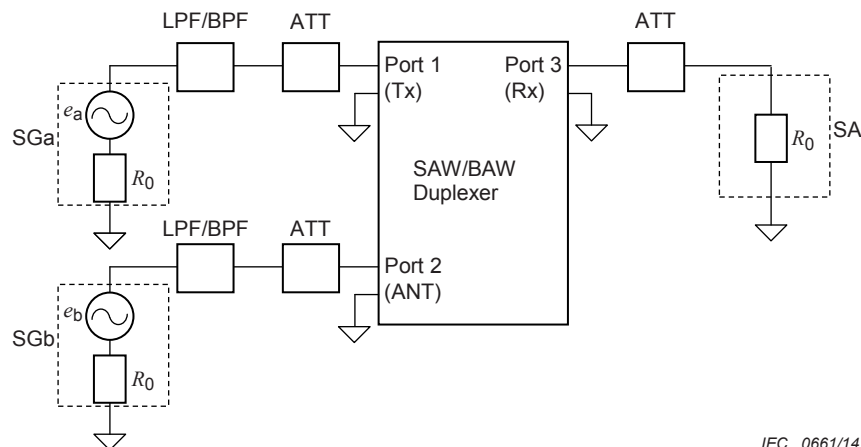 LPF/BPF ATT ATT
Port 1 Port 3
(Tx) (Rx)
ea
SGa SA
R0 R0
SAW/BAW
Duplexer
LPF/BPF ATT
Port 2
(ANT)
eb
SGb
R0
IEC 0661/14